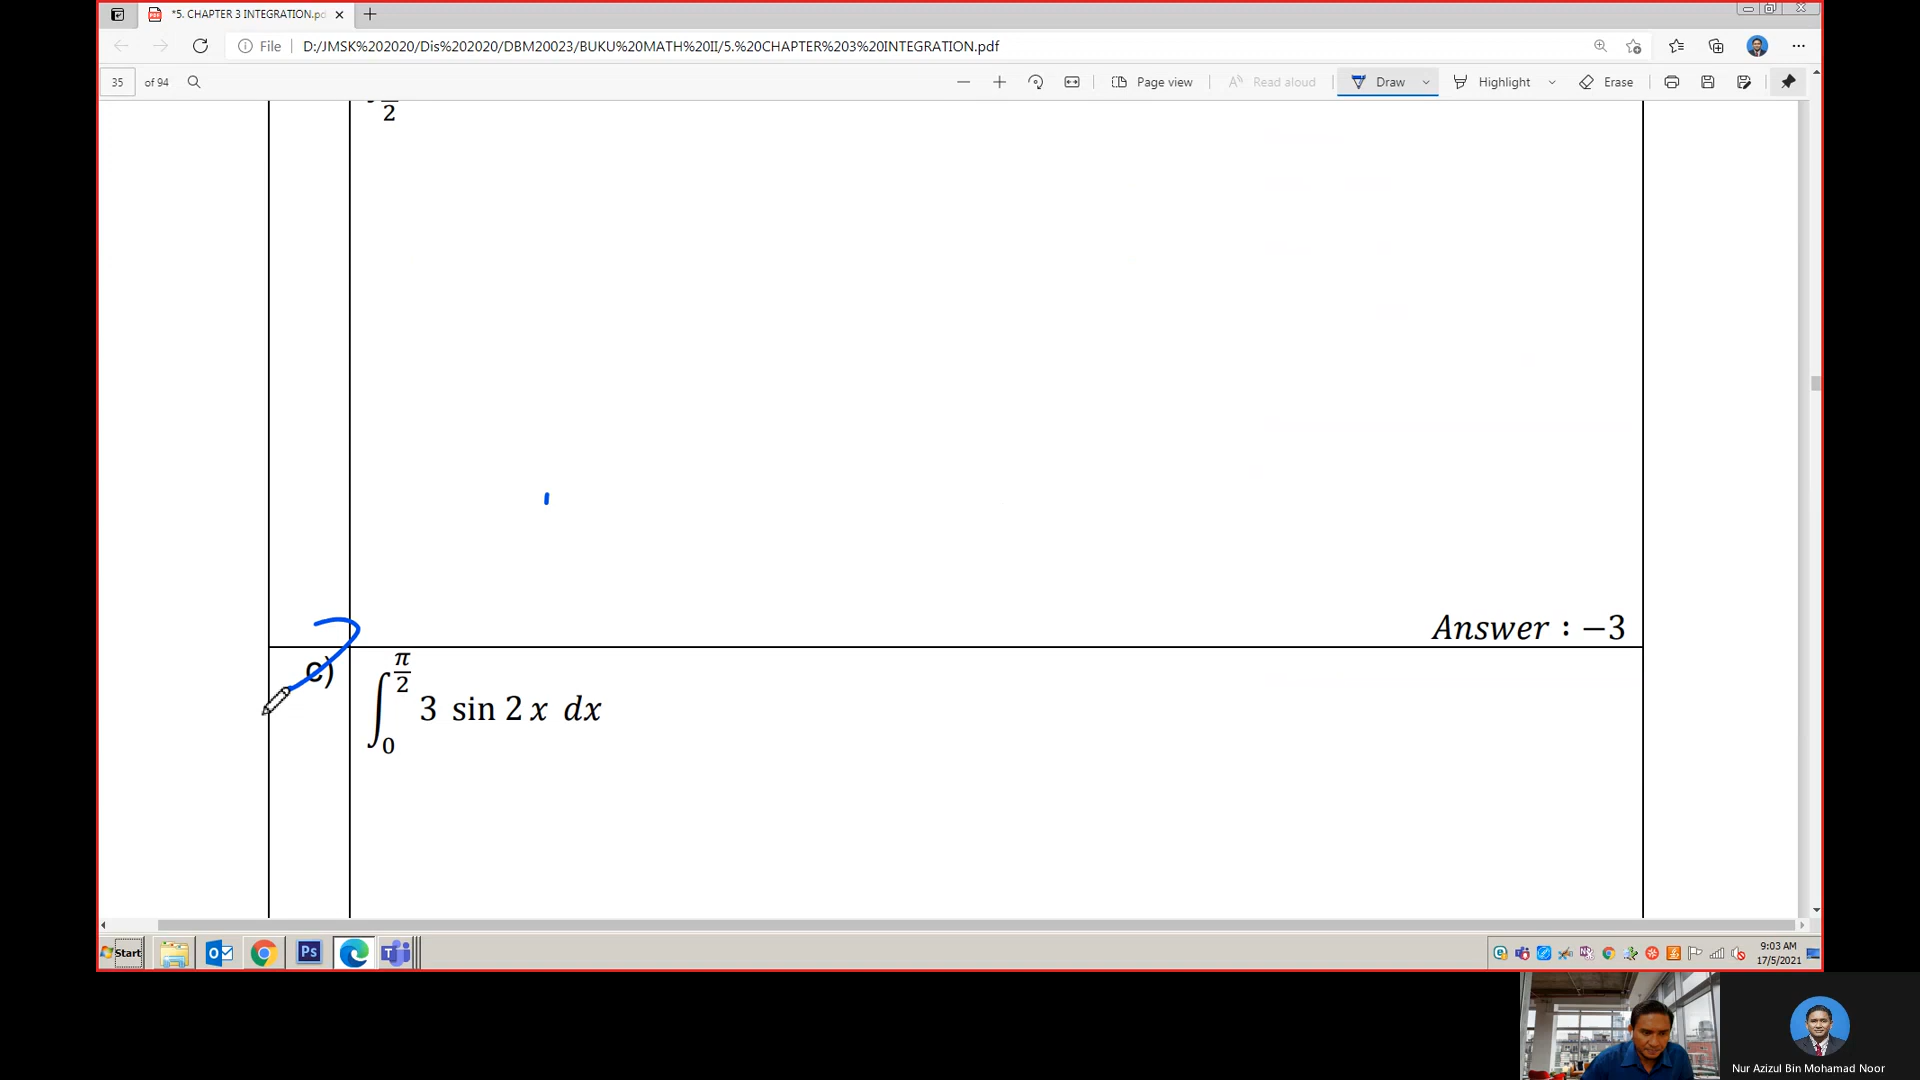 *5. CHAPTER 3 INTEGRATION.pd
File
D:/JMSK%202020/Dis%202020/DBM20023/BUKU%20MATH%20II/5.%20CHAPTER%203%20INTEGRATION.pdf
35 of 94
Page view
Read aloud
Draw
Highlight
Erase
2
Answer : −3
c)
∫₀^(π/2) 3 sin 2x dx
Start
9:03 AM
17/5/2021
Nur Azizul Bin Mohamad Noor